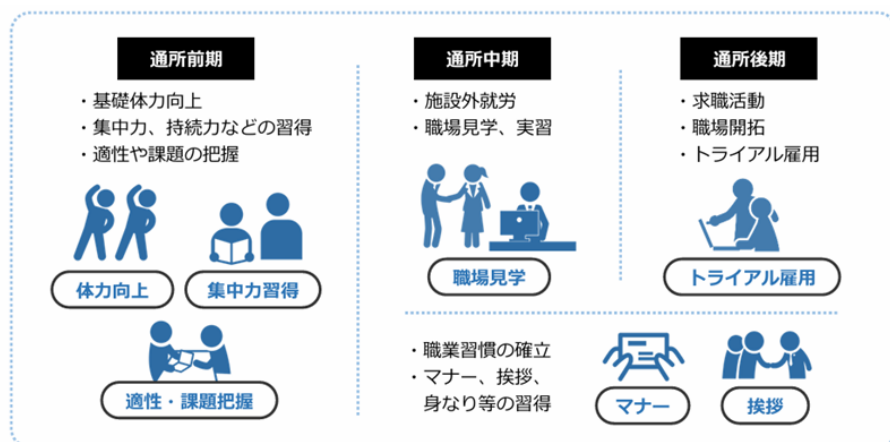 通所前期
・基礎体力向上
・集中力、持続力などの習得
・適性や課題の把握
体力向上
集中力習得
適性・課題把握
通所中期
・施設外就労
・職場見学、実習
職場見学
通所後期
・求職活動
・職場開拓
・トライアル雇用
トライアル雇用
・職業習慣の確立
・マナー、挨拶、
身なり等の習得
マナー
挨拶